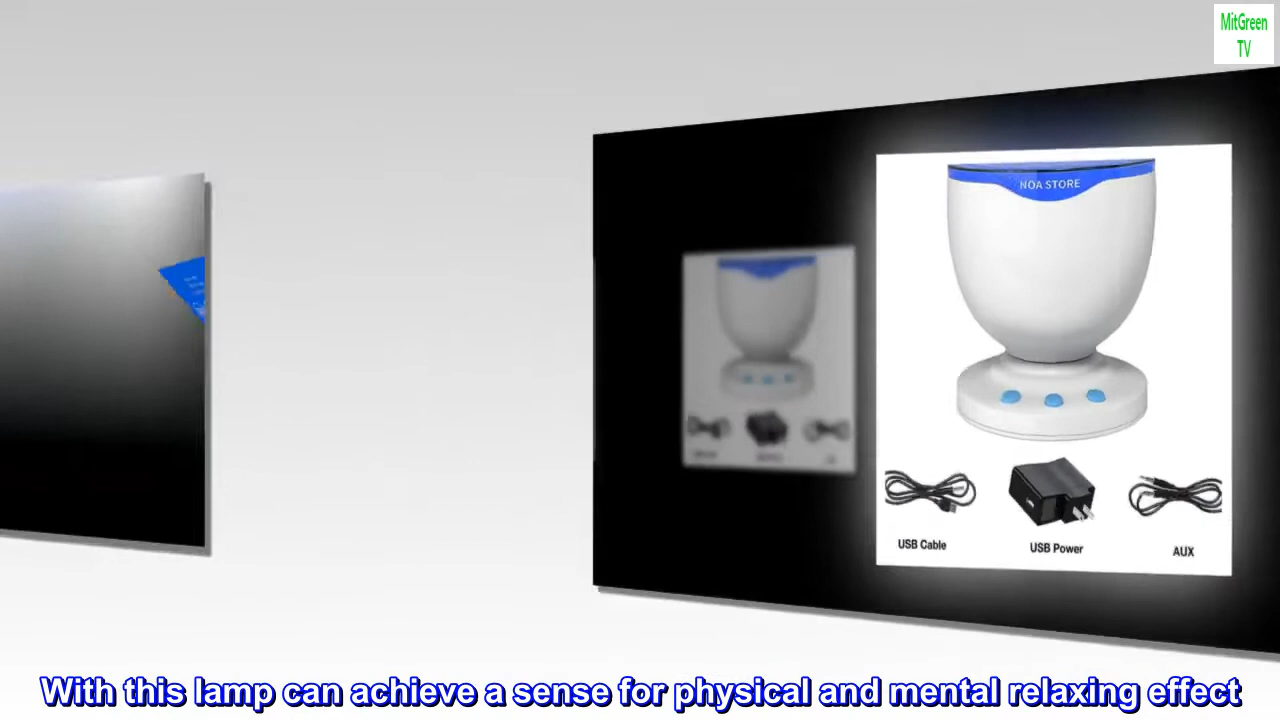 MitGreen
TV
NOA STORE
USB Cable
USB Power
AUX
With this lamp can achieve a sense for physical and mental relaxing effect